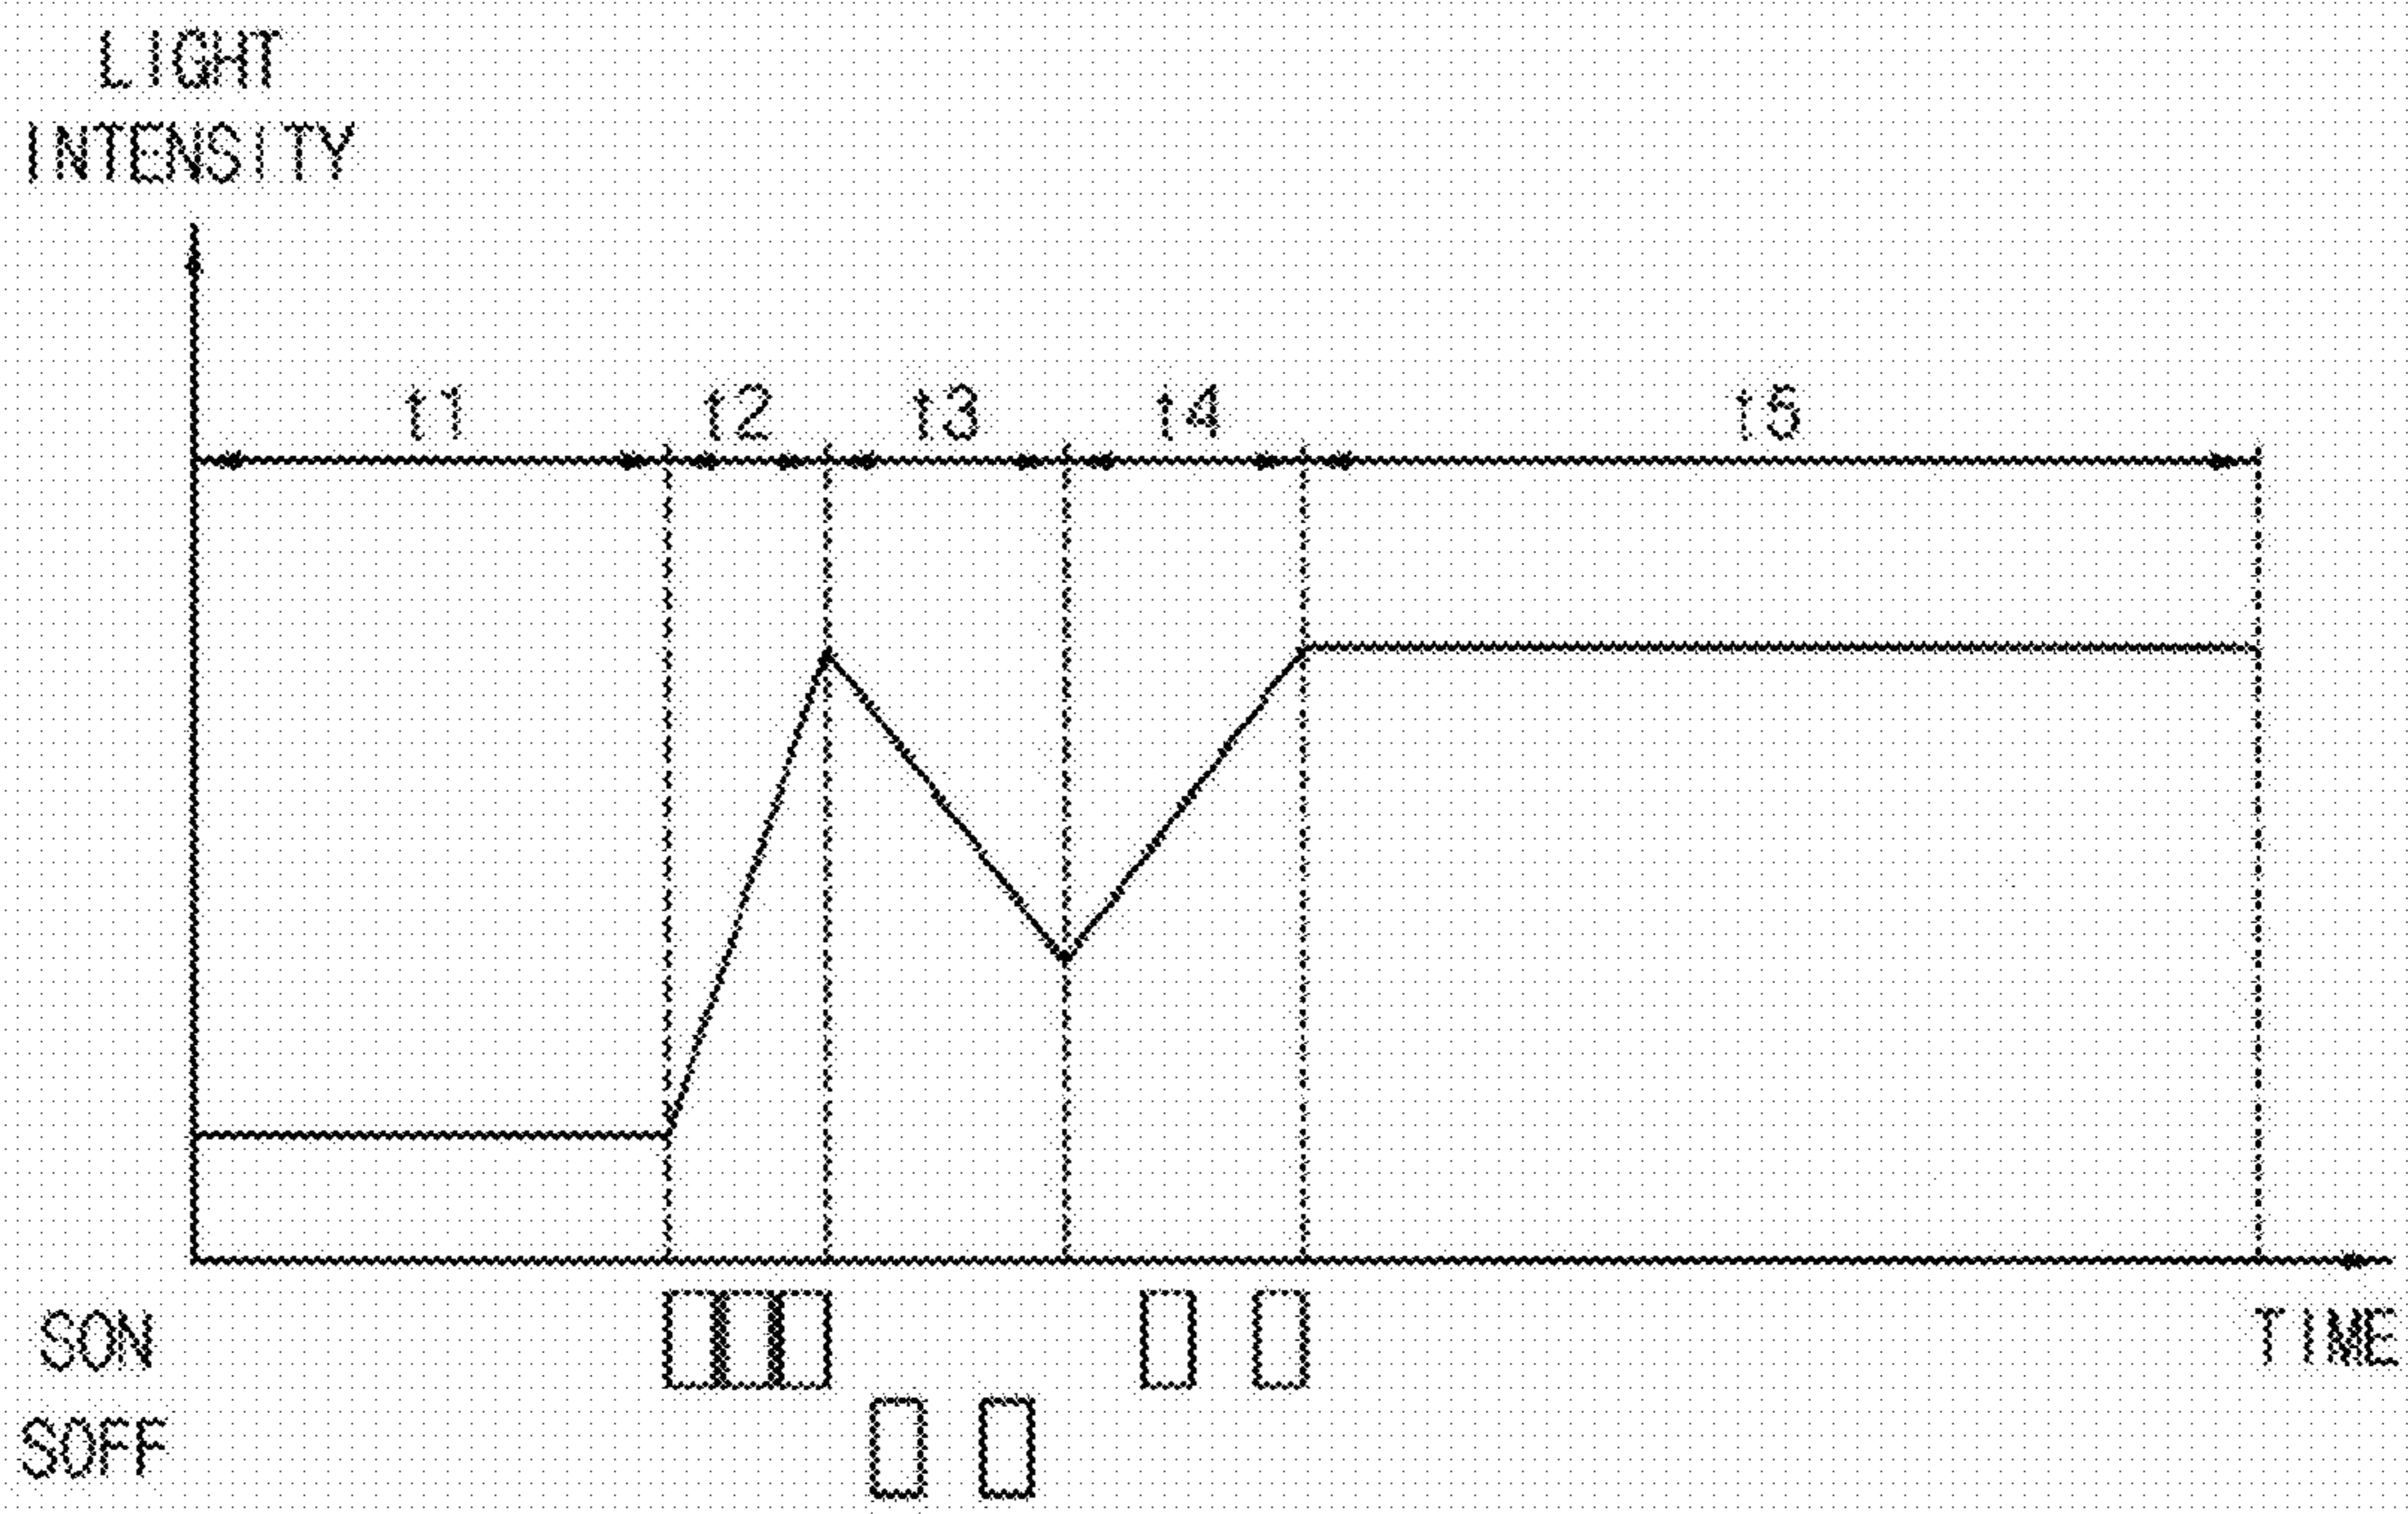 LIGHT
INTENSITY
t1 t2 t3 t4 t5
SON
TIME
SOFF